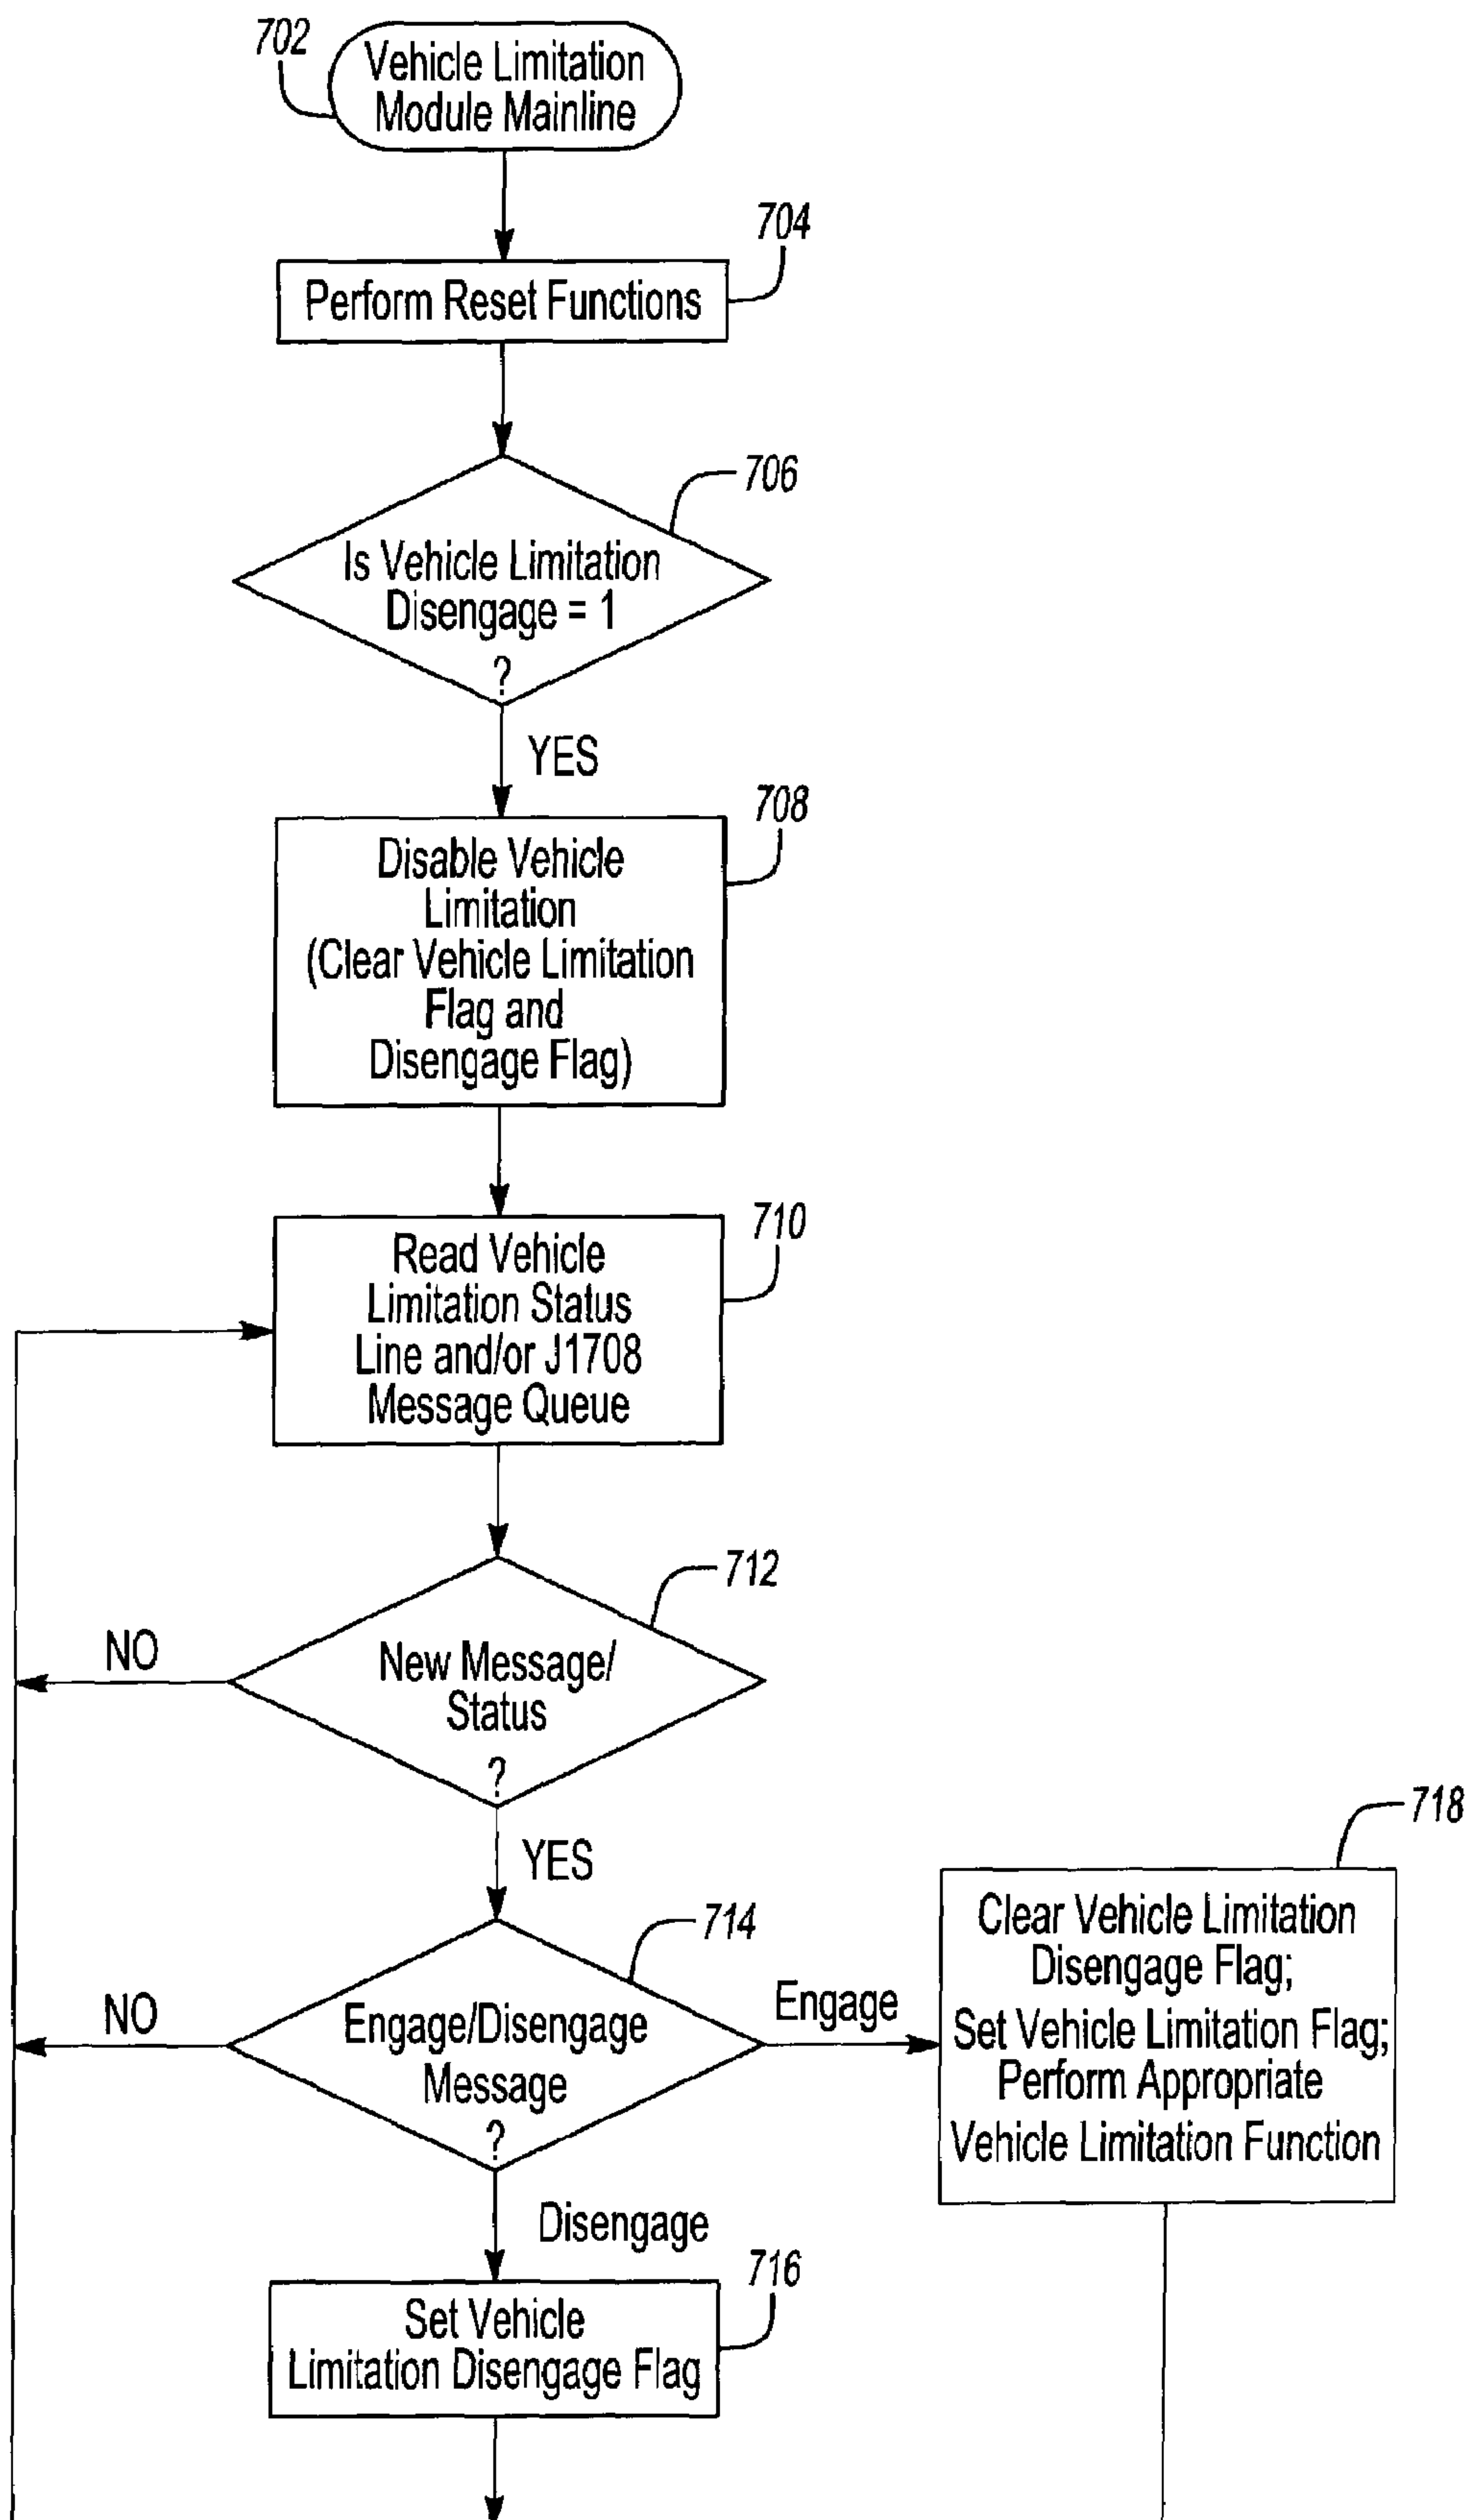 702
Vehicle Limitation
Module Mainline
704
Perform Reset Functions
706
Is Vehicle Limitation
Disengage = 1
?
YES
708
Disable Vehicle
Limitation
(Clear Vehicle Limitation
Flag and
Disengage Flag)
710
Read Vehicle
Limitation Status
Line and/or J1708
Message Queue
712
NO
New Message/
Status
?
YES
714
NO
Engage/Disengage
Message
?
Engage
718
Clear Vehicle Limitation
Disengage Flag;
Set Vehicle Limitation Flag;
Perform Appropriate
Vehicle Limitation Function
Disengage
716
Set Vehicle
Limitation Disengage Flag